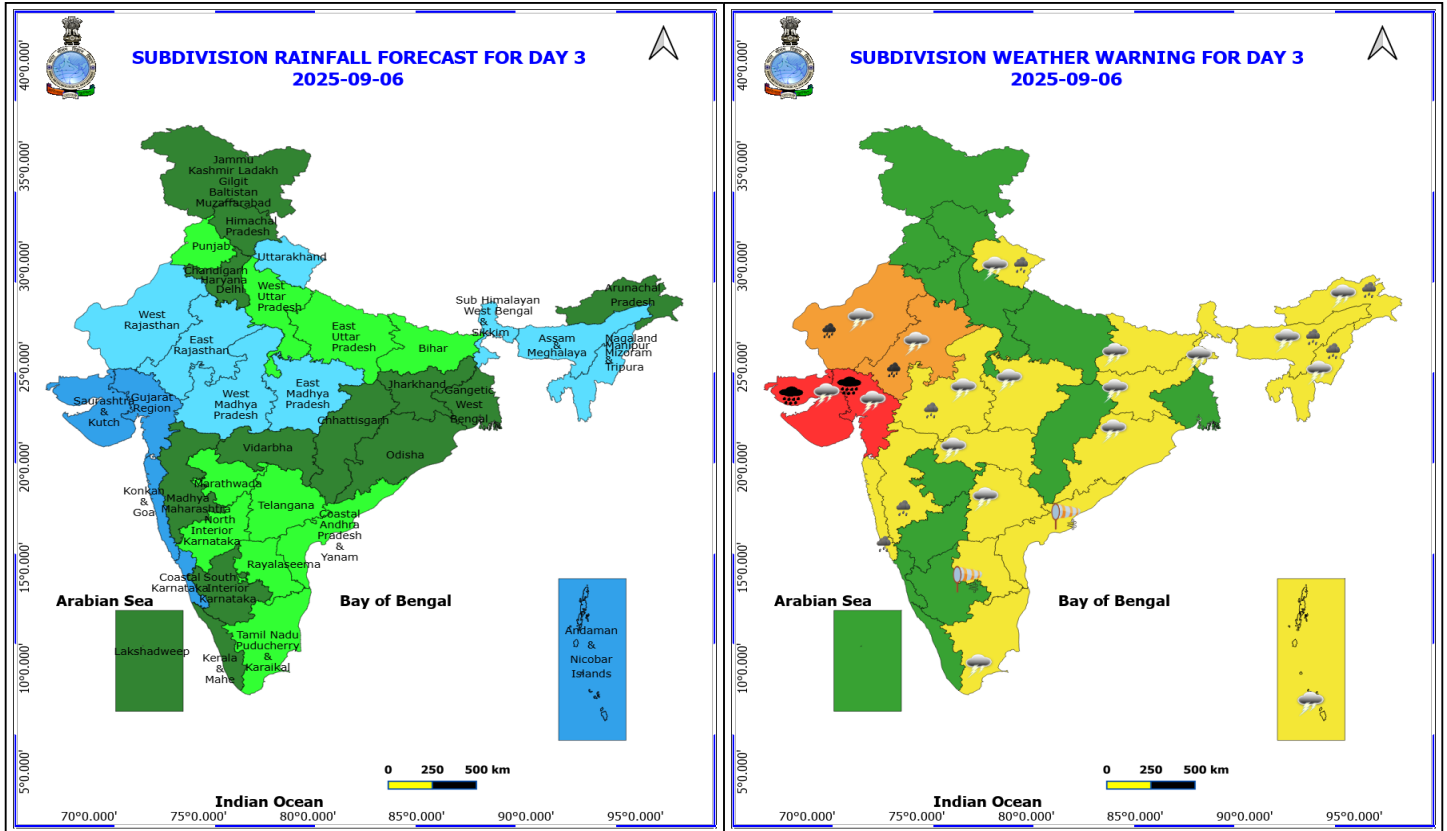 SUBDIVISION RAINFALL FORECAST FOR DAY 3
2025-09-06
40°0.000'
35°0.000'
30°0.000'
25°0.000'
20°0.000'
15°0.000'
10°0.000'
5°0.000'
Jammu
Kashmir Ladakh
Gilgit
Baltistan
Muzaffarabad
Himachal
Pradesh
Punjab
Uttarakhand
Chandigarh
Haryana
Delhi
West
Uttar
Pradesh
Arunachal
Pradesh
West
Rajasthan
Sub Himalayan
West Bengal
&
Sikkim
East
Uttar
Pradesh
East
Rajasthan
Assam
&
Meghalaya
Nagaland
Manipur
Mizoram
&
Tripura
Bihar
Jharkhand
Gangetic
West
Bengal
East
Madhya
Pradesh
West
Madhya
Pradesh
Gujarat
Region
Saurashtra
&
Kutch
Chhattisgarh
Vidarbha
Odisha
Marathwada
Konkan
&
Goa
Madhya
Maharashtra
Telangana
North
Interior
Karnataka
Coastal
Andhra
Pradesh
&
Yanam
Rayalaseema
Coastal
Karnataka
South
Interior
Karnataka
Arabian Sea
Bay of Bengal
Lakshadweep
Tamil Nadu
Puducherry
&
Karaikal
Kerala
&
Mahe
Andaman
&
Nicobar
Islands
0 250 500 km
Indian Ocean
70°0.000' 75°0.000' 80°0.000' 85°0.000' 90°0.000' 95°0.000'
SUBDIVISION WEATHER WARNING FOR DAY 3
2025-09-06
40°0.000'
35°0.000'
30°0.000'
25°0.000'
20°0.000'
15°0.000'
10°0.000'
5°0.000'
Arabian Sea
Bay of Bengal
0 250 500 km
Indian Ocean
70°0.000' 75°0.000' 80°0.000' 85°0.000' 90°0.000' 95°0.000'